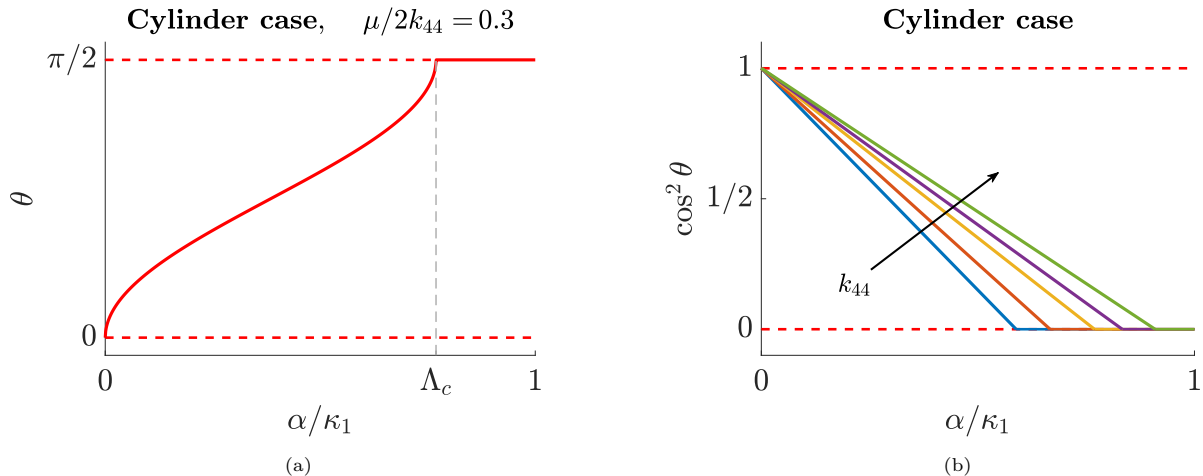 Cylinder case, μ/2k₄₄ = 0.3
π/2
θ
0
0
Λ_c
1
α/κ₁
(a)
Cylinder case
1
1/2
cos² θ
k₄₄
0
0
1
α/κ₁
(b)